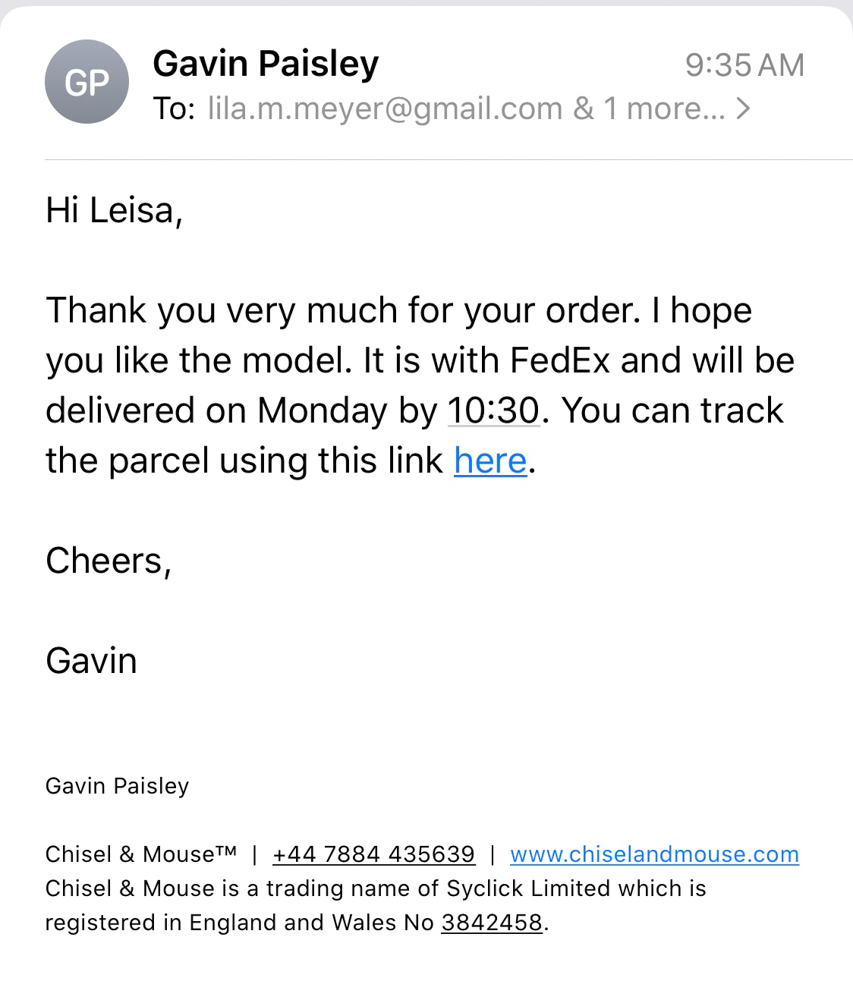 GP
Gavin Paisley
9:35 AM
To: lila.m.meyer@gmail.com & 1 more... >
Hi Leisa,
Thank you very much for your order. I hope
you like the model. It is with FedEx and will be
delivered on Monday by 10:30. You can track
the parcel using this link here.
Cheers,
Gavin
Gavin Paisley
Chisel & Mouse™ | +44 7884 435639 | www.chiselandmouse.com
Chisel & Mouse is a trading name of Syclick Limited which is
registered in England and Wales No 3842458.